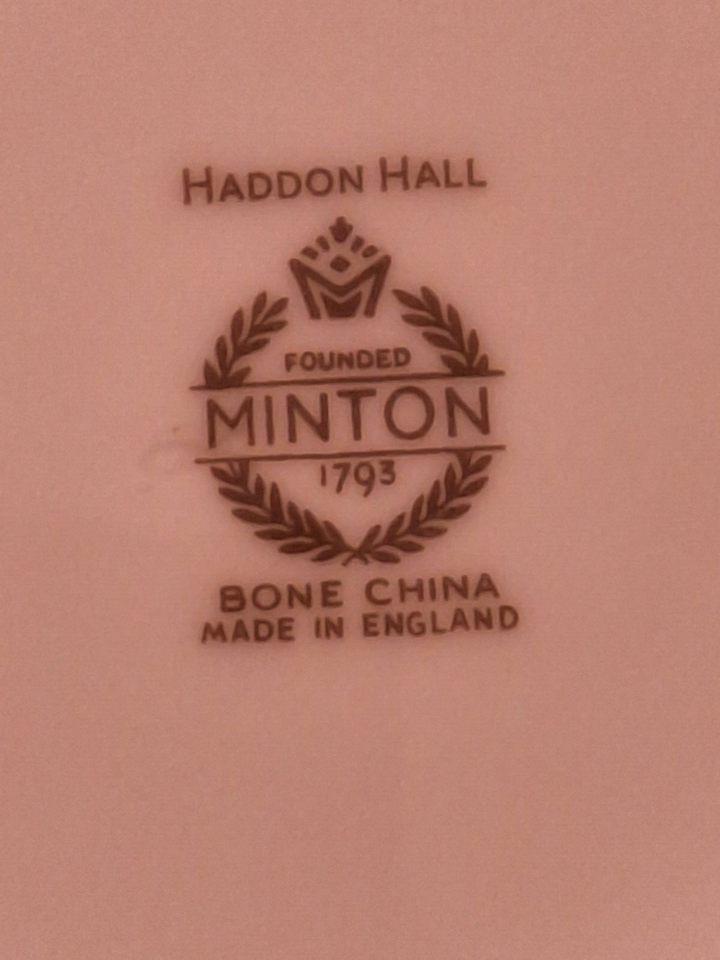 HADDON HALL
FOUNDED
MINTON
1793
BONE CHINA
MADE IN ENGLAND